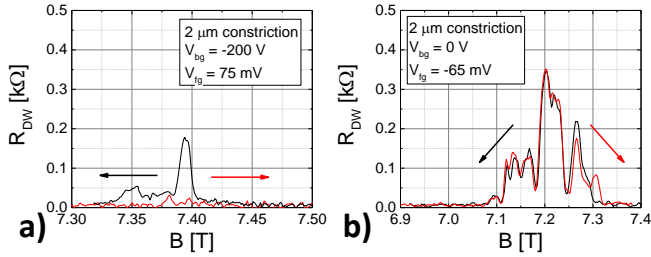 0.5
0.4
0.3
0.2
0.1
0.0
R_DW [kΩ]
2 μm constriction
V_bg = -200 V
V_fg = 75 mV
7.30 7.35 7.40 7.45 7.50
B [T]
a)
0.5
0.4
0.3
0.2
0.1
0.0
R_DW [kΩ]
2 μm constriction
V_bg = 0 V
V_fg = -65 mV
6.9 7.0 7.1 7.2 7.3 7.4
B [T]
b)